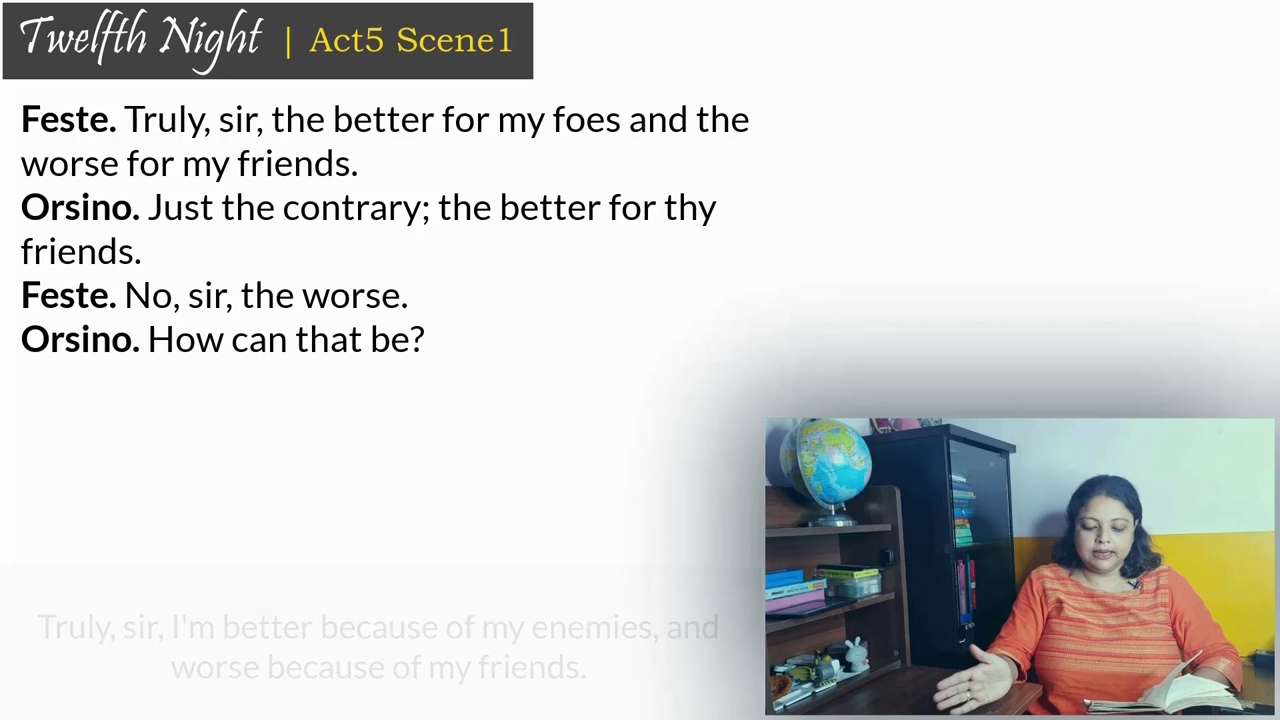 Twelfth Night | Act5 Scene1
Feste. Truly, sir, the better for my foes and the
worse for my friends.
Orsino. Just the contrary; the better for thy
friends.
Feste. No, sir, the worse.
Orsino. How can that be?
Truly, sir, I'm better because of my enemies, and
worse because of my friends.